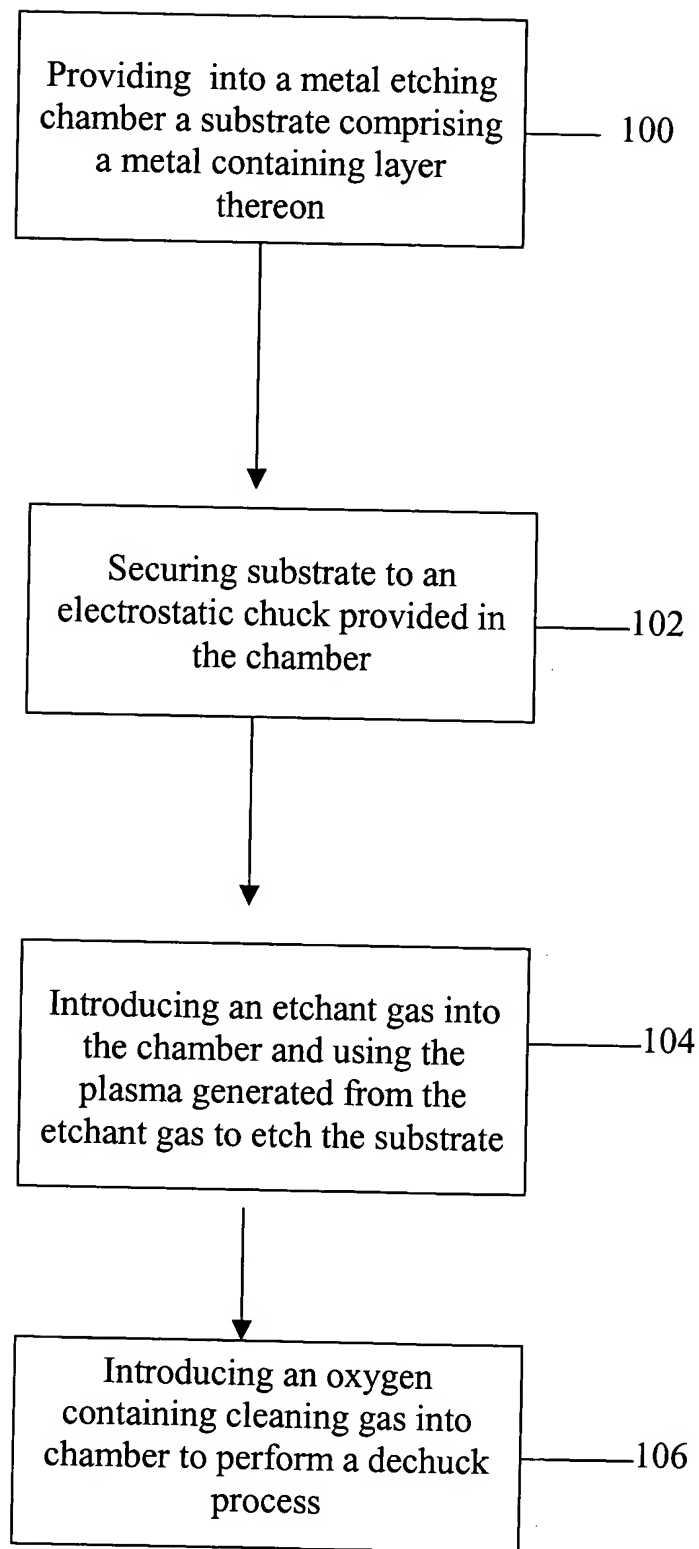 Providing into a metal etching
chamber a substrate comprising
a metal containing layer
thereon
100
Securing substrate to an
electrostatic chuck provided in
the chamber
102
Introducing an etchant gas into
the chamber and using the
plasma generated from the
etchant gas to etch the substrate
104
Introducing an oxygen
containing cleaning gas into
chamber to perform a dechuck
process
106